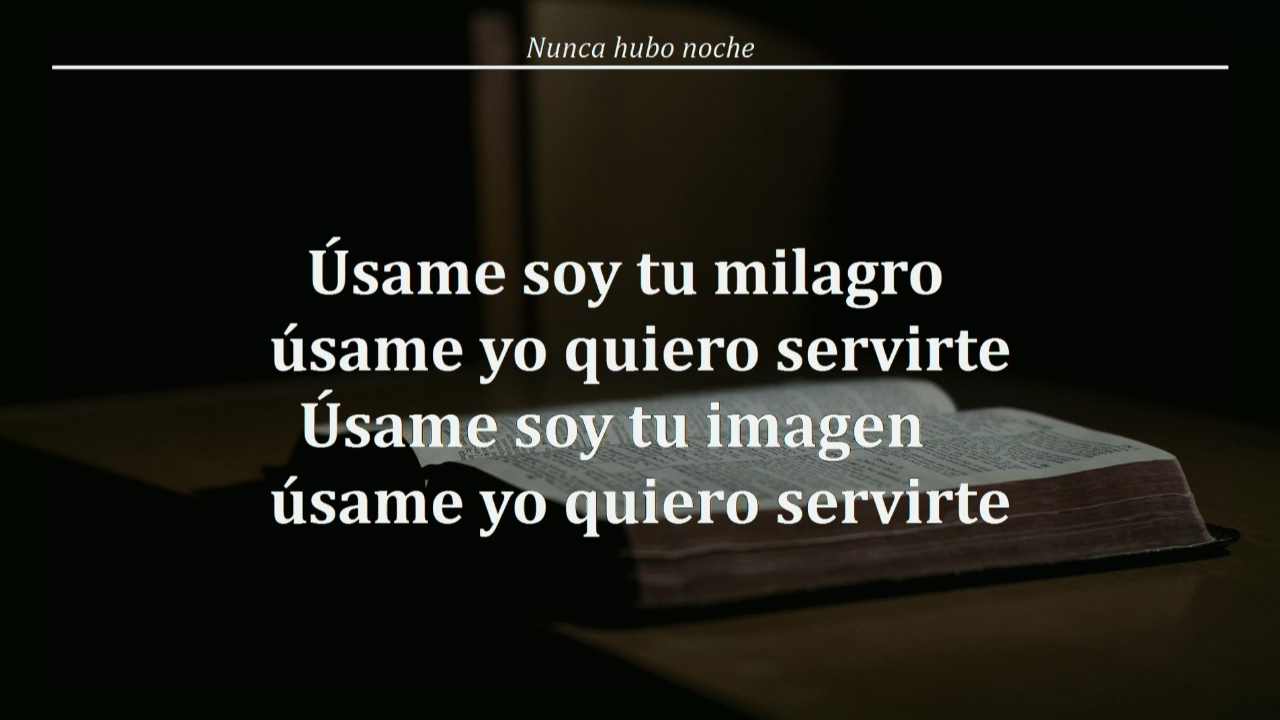 Nunca hubo noche
Úsame soy tu milagro
úsame yo quiero servirte
Úsame soy tu imagen
úsame yo quiero servirte